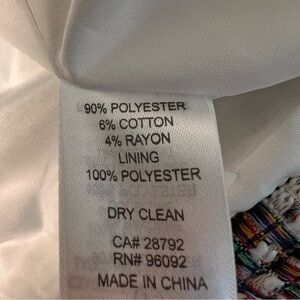 90% POLYESTER
6% COTTON
4% RAYON
LINING
100% POLYESTER
DRY CLEAN
CA# 28792
RN# 96092
MADE IN CHINA